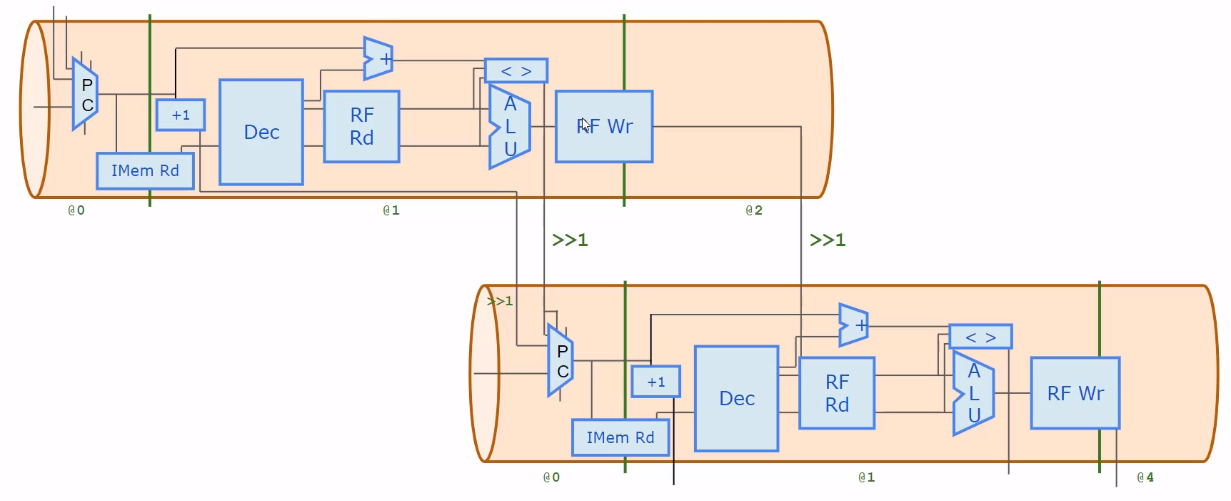 P
C
+1
IMem Rd
Dec
RF
Rd
+
< >
A
L
U
RF Wr
@0
@1
@2
>>1
>>1
>>1
P
C
+1
IMem Rd
Dec
RF
Rd
+
< >
A
L
U
RF Wr
@0
@1
@4